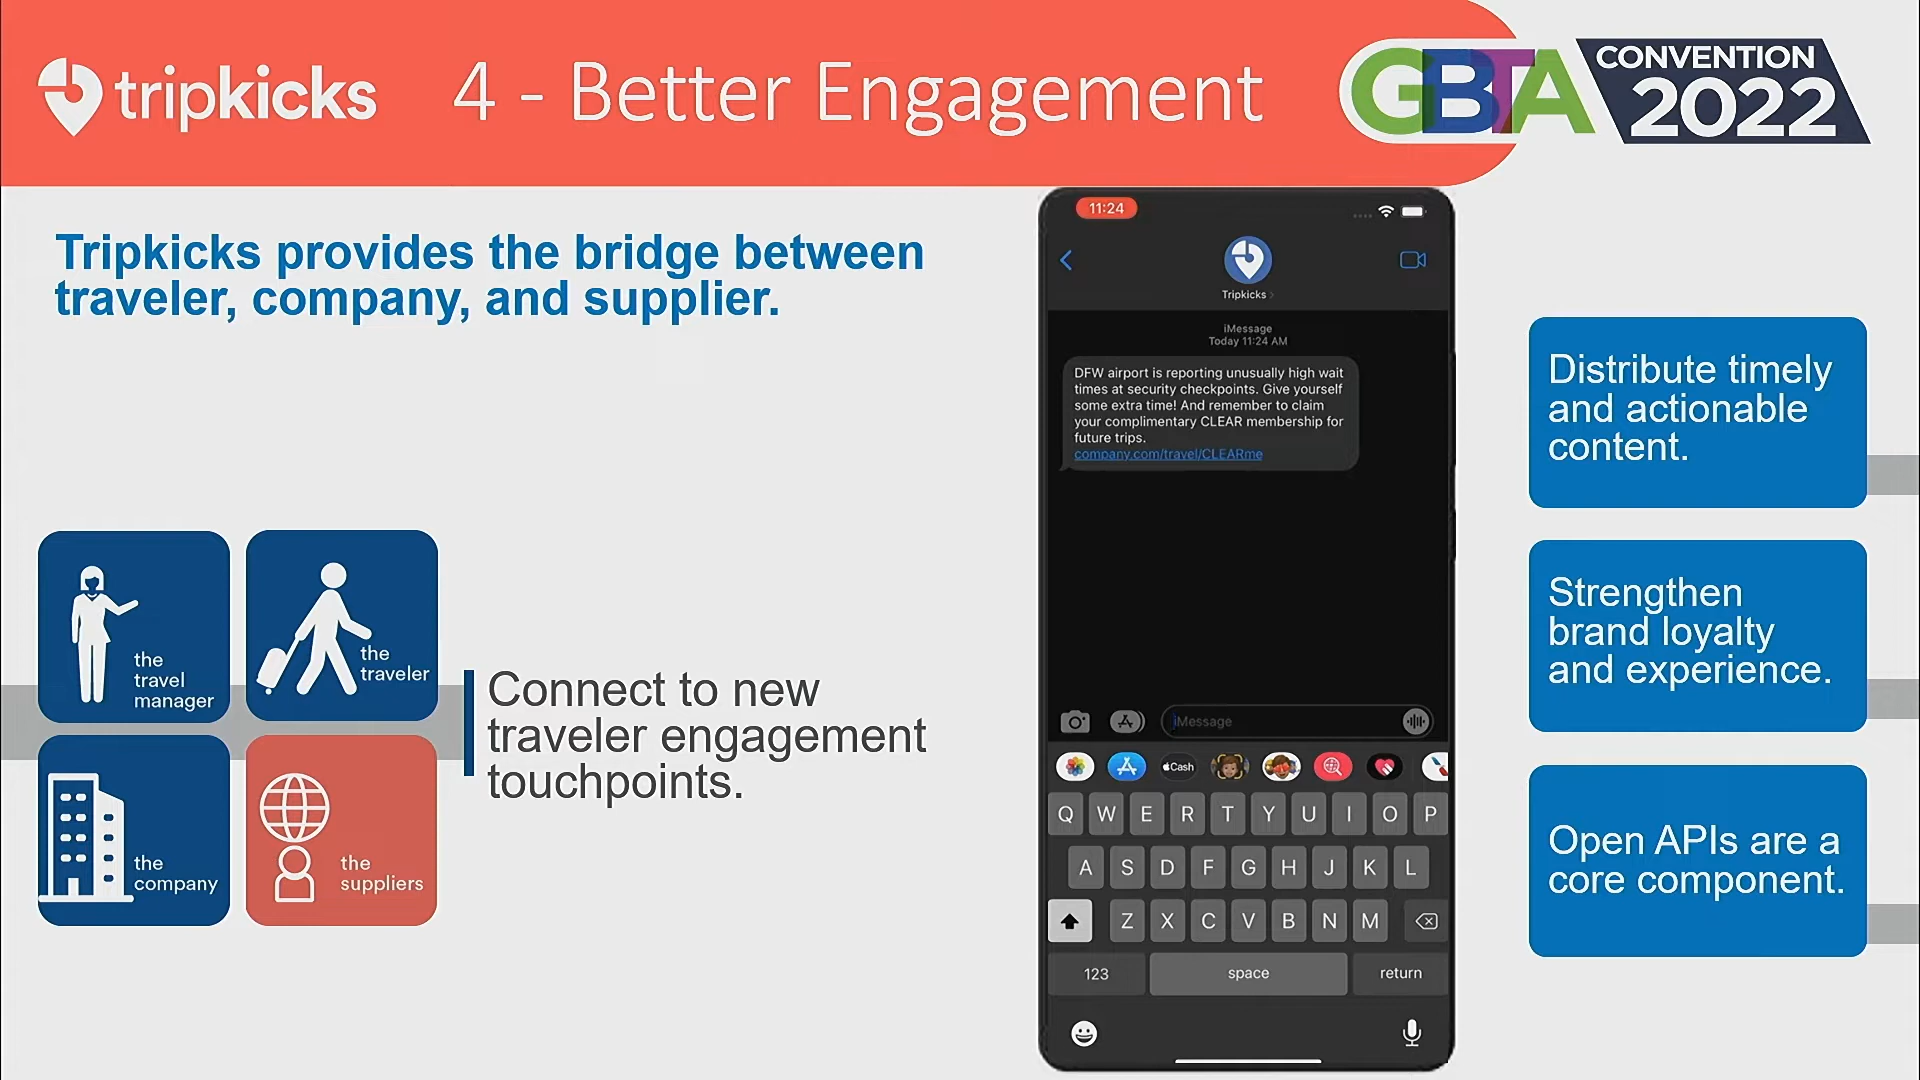 tripkicks
4 - Better Engagement
GBTA
CONVENTION
2022
Tripkicks provides the bridge between
traveler, company, and supplier.
the
travel
manager
the
traveler
the
company
the
suppliers
Connect to new
traveler engagement
touchpoints.
11:24
Tripkicks
iMessage
Today 11:24 AM
DFW airport is reporting unusually high wait
times at security checkpoints. Give yourself
some extra time! And remember to claim
your complimentary CLEAR membership for
future trips.
company.com/travel/CLEARme
iMessage
Cash
Q W E R T Y U I O P
A S D F G H J K L
Z X C V B N M
123 space return
Distribute timely
and actionable
content.
Strengthen
brand loyalty
and experience.
Open APIs are a
core component.